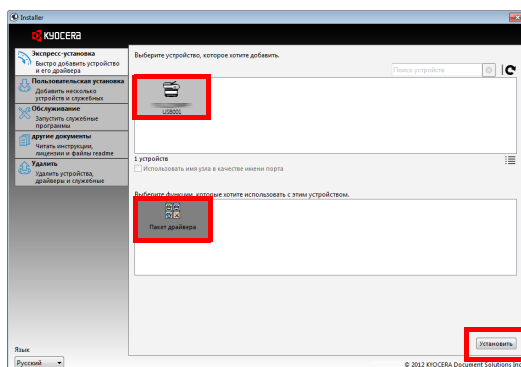 Installer
KYOCERA
Экспресс-установка
Быстро добавить устройство
и его драйвера
Пользовательская установка
Добавить несколько
устройств и служебных
Обслуживание
Запустить служебные
программы
другие документы
Читать инструкции,
лицензии и файлы readme
Удалить
Удалить устройства,
драйверы и служебные
Язык
Русский
Выберите устройство, которое хотите добавить.
Поиск устройств
USB001
1 устройств
Использовать имя узла в качестве имени порта
Выберите функции, которые хотите использовать с этим устройством.
Пакет драйвера
Установить
© 2012 KYOCERA Document Solutions Inc